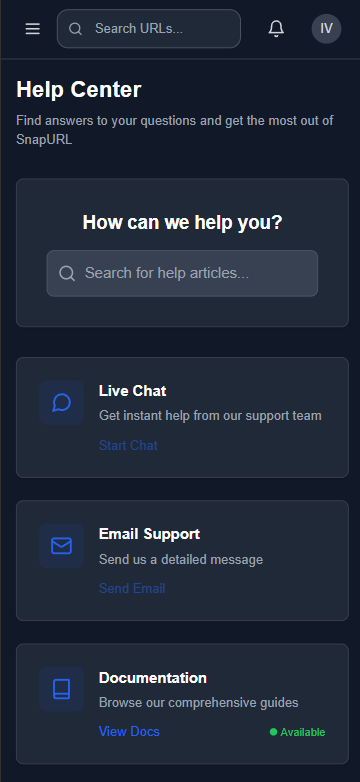 Search URLs...
IV
Help Center
Find answers to your questions and get the most out of
SnapURL
How can we help you?
Search for help articles...
Live Chat
Get instant help from our support team
Start Chat
Email Support
Send us a detailed message
Send Email
Documentation
Browse our comprehensive guides
View Docs
Available